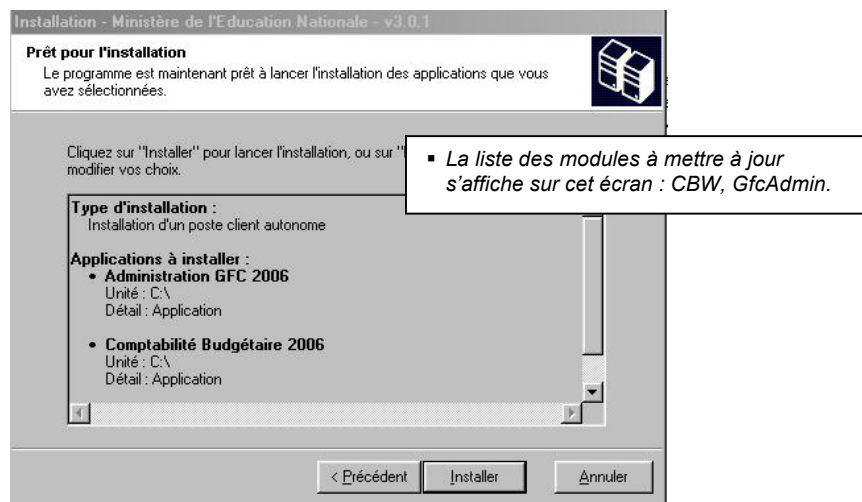 Installation - Ministère de l'Education Nationale - v3.0.1
Prêt pour l'installation
Le programme est maintenant prêt à lancer l'installation des applications que vous
avez sélectionnées.
Cliquez sur "Installer" pour lancer l'installation, ou sur "
modifier vos choix.
▪ La liste des modules à mettre à jour
s'affiche sur cet écran : CBW, GfcAdmin.
Type d'installation :
Installation d'un poste client autonome
Applications à installer :
• Administration GFC 2006
Unité : C:\
Détail : Application
• Comptabilité Budgétaire 2006
Unité : C:\
Détail : Application
< Précédent
Installer
Annuler